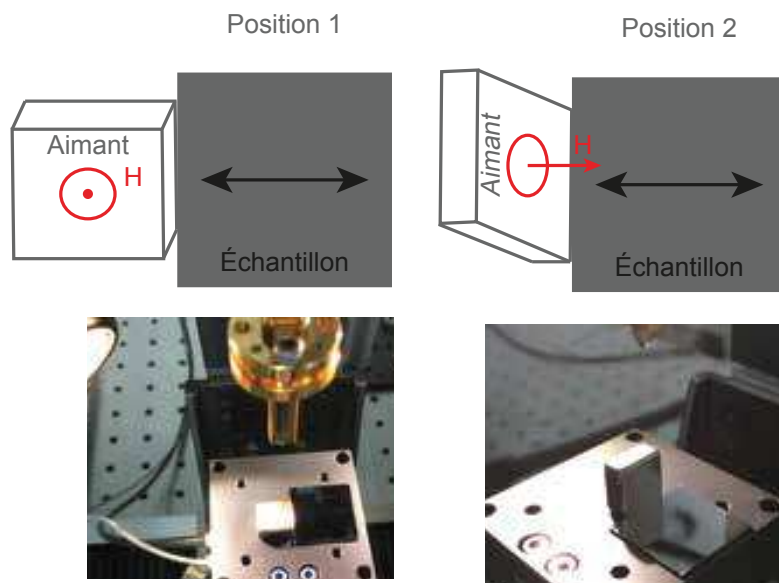 Position 1
Position 2
Aimant
H
Échantillon
Aimant
H
Échantillon